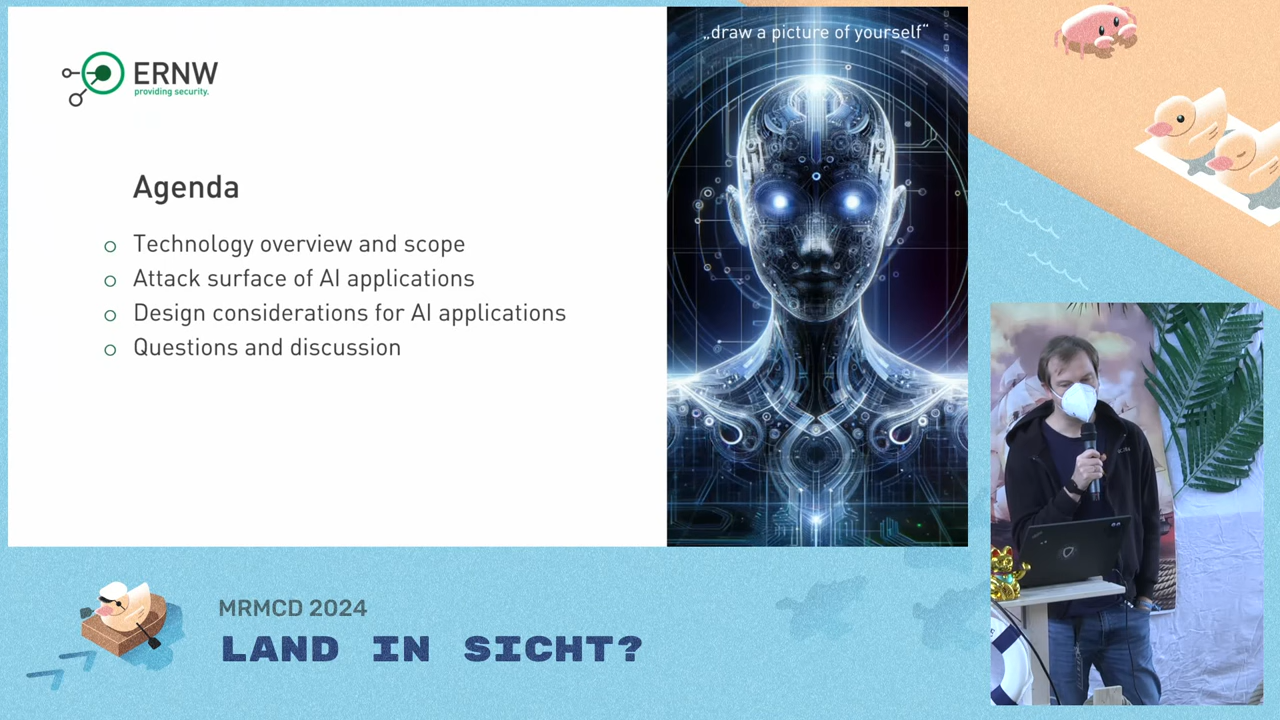 ERNW
providing security.
Agenda
Technology overview and scope
Attack surface of AI applications
Design considerations for AI applications
Questions and discussion
„draw a picture of yourself“
MRMCD 2024
LAND IN SICHT?